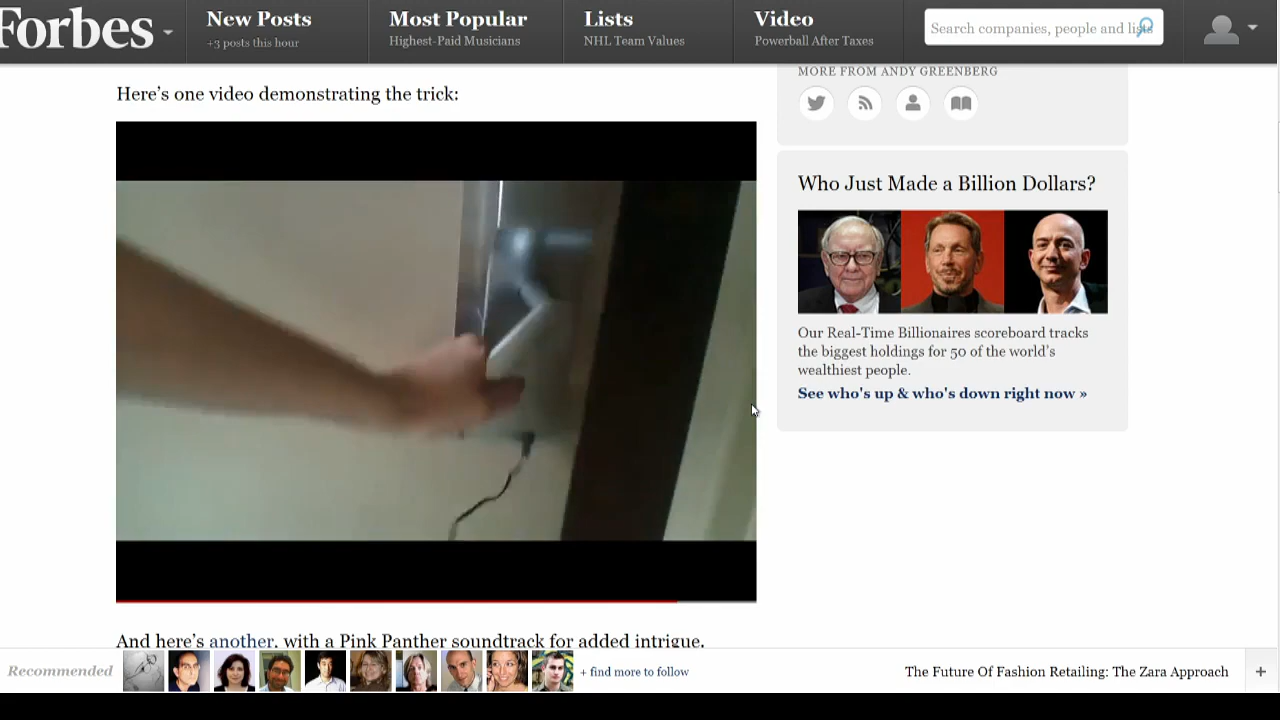 Forbes
New Posts
+3 posts this hour
Most Popular
Highest-Paid Musicians
Lists
NHL Team Values
Video
Powerball After Taxes
Search companies, people and lists
MORE FROM ANDY GREENBERG
Here's one video demonstrating the trick:
Who Just Made a Billion Dollars?
Our Real-Time Billionaires scoreboard tracks
the biggest holdings for 50 of the world's
wealthiest people.
See who's up & who's down right now »
And here's another, with a Pink Panther soundtrack for added intrigue.
Recommended
+ find more to follow
The Future Of Fashion Retailing: The Zara Approach
+